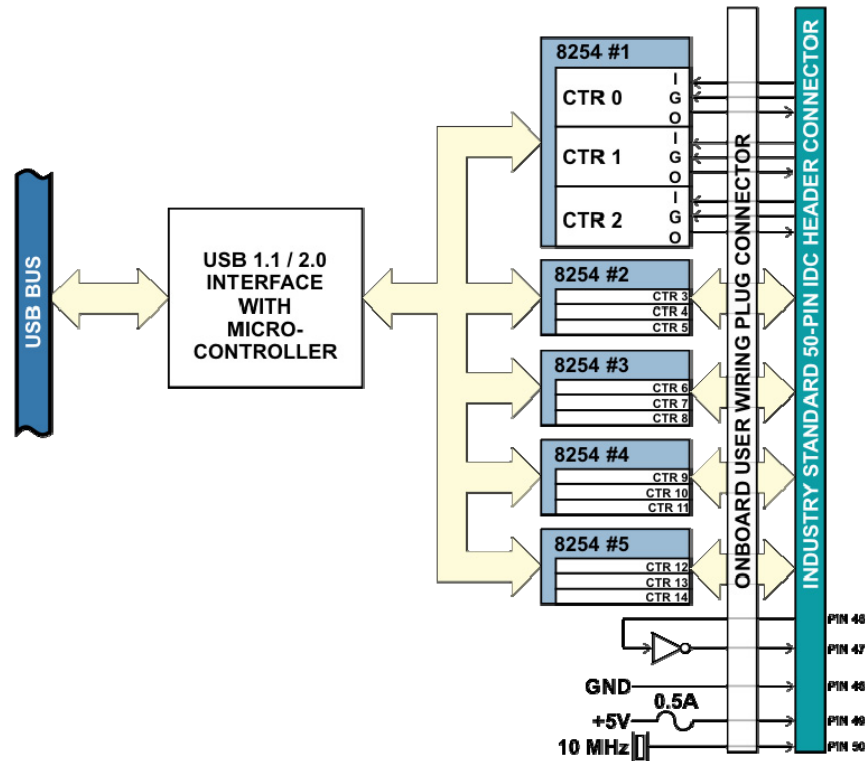 USB BUS
USB 1.1 / 2.0
INTERFACE
WITH
MICRO-
CONTROLLER
8254 #1
CTR 0
I
G
O
CTR 1
I
G
O
CTR 2
I
G
O
8254 #2
CTR 3
CTR 4
CTR 5
8254 #3
CTR 6
CTR 7
CTR 8
8254 #4
CTR 9
CTR 10
CTR 11
8254 #5
CTR 12
CTR 13
CTR 14
ONBOARD USER WIRING PLUG CONNECTOR
INDUSTRY STANDARD 50-PIN IDC HEADER CONNECTOR
PIN 46
PIN 47
GND
PIN 48
0.5A
+5V
PIN 49
10 MHz
PIN 50